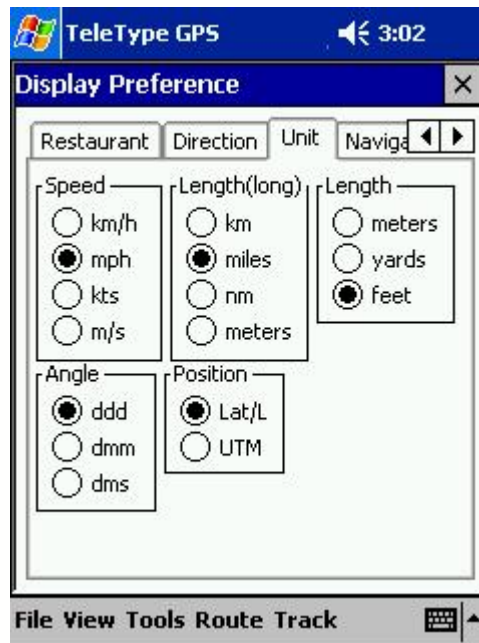 TeleType GPS 3:02
Display Preference
Restaurant Direction Unit Naviga
Speed Length(long) Length
km/h km meters
mph miles yards
kts nm feet
m/s meters
Angle Position
ddd Lat/L
dmm UTM
dms
File View Tools Route Track